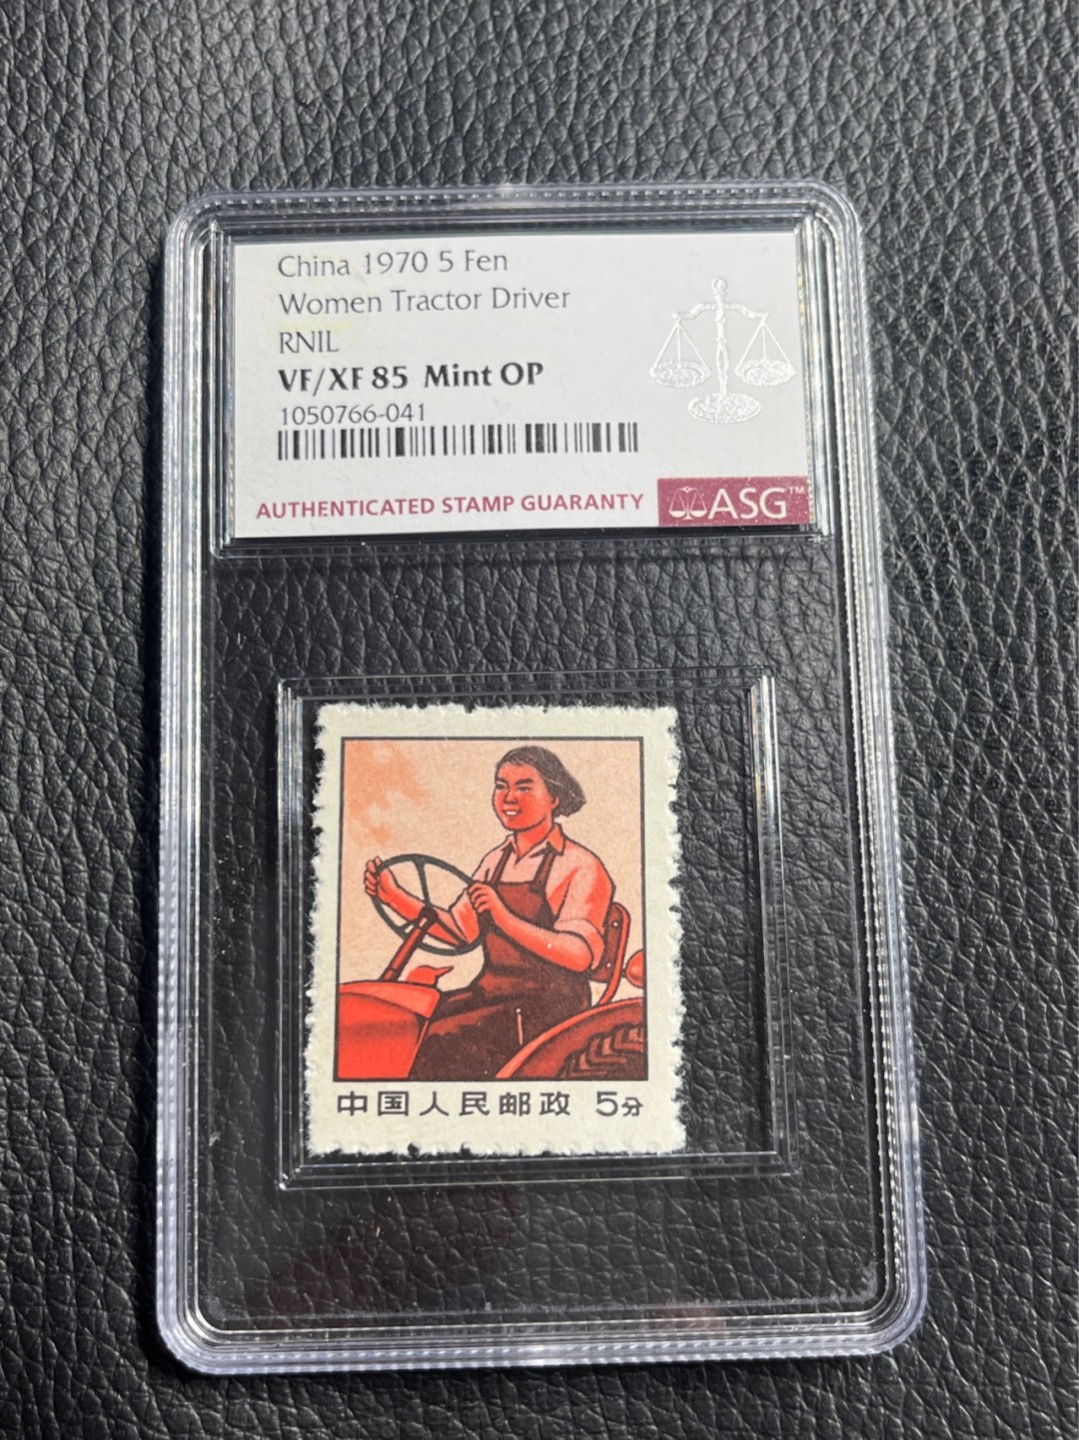 China 1970 5 Fen
Women Tractor Driver
RNIL
VF/XF 85 Mint OP
1050766-041
AUTHENTICATED STAMP GUARANTY
ASG™
中国人民邮政 5分